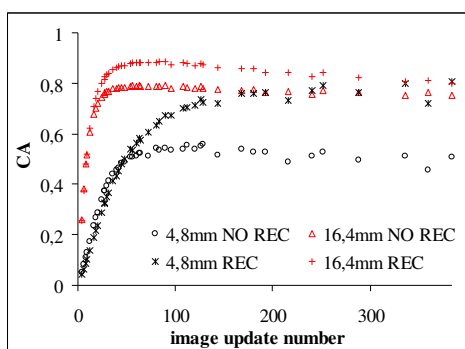 1
0,8
0,6
0,4
0,2
0
CA
4,8mm NO REC
16,4mm NO REC
4,8mm REC
16,4mm REC
0
100
200
300
image update number